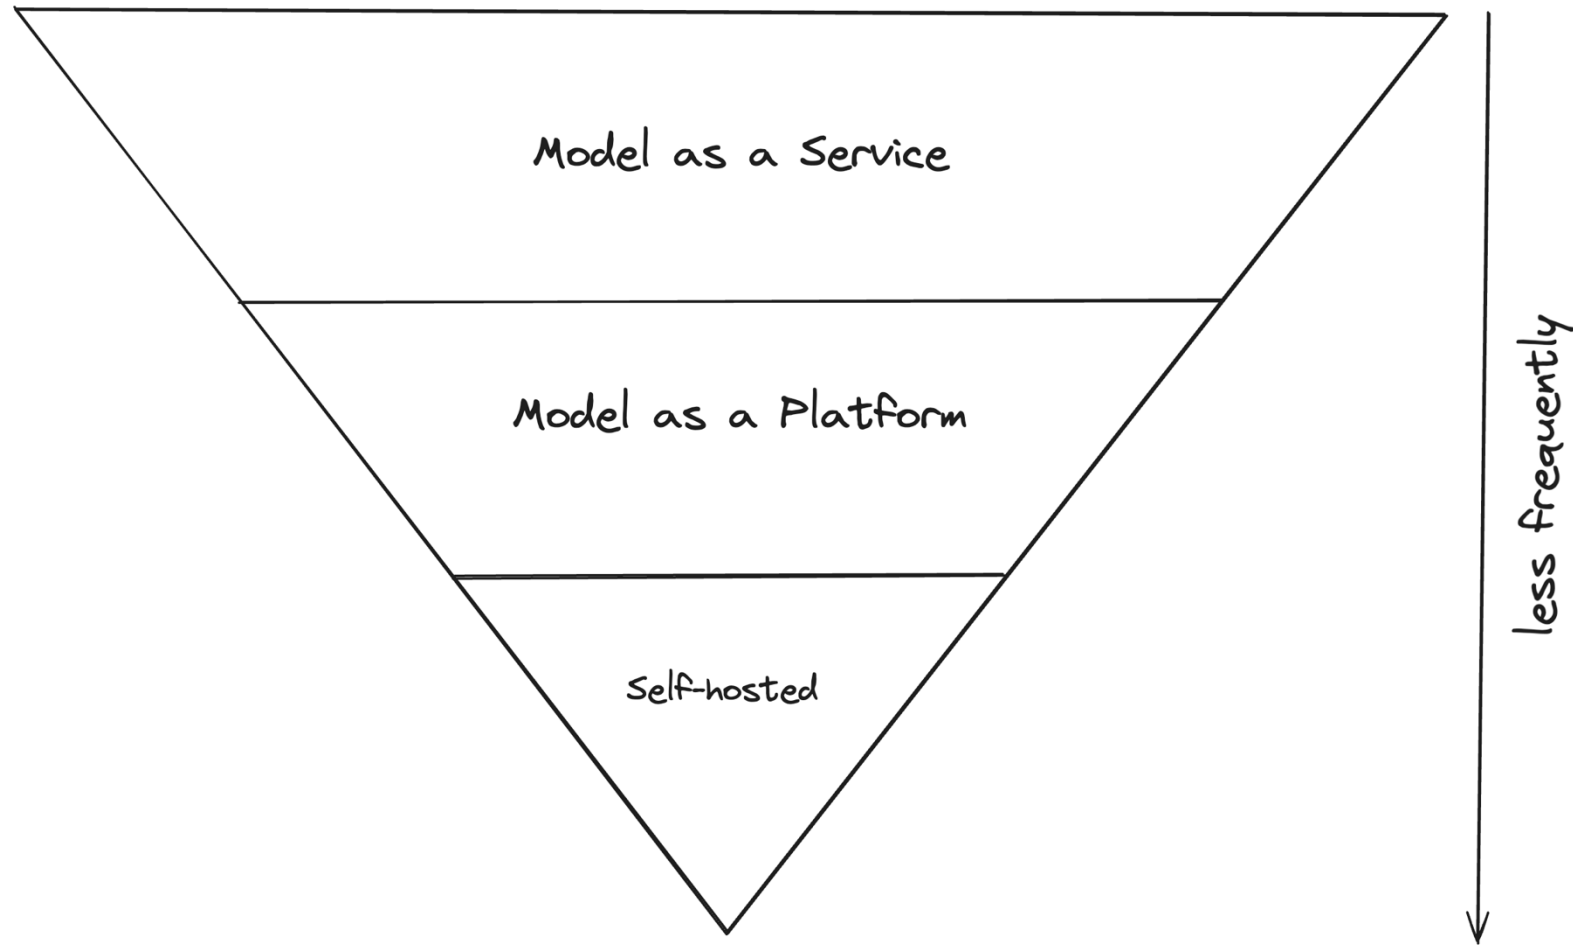 Model as a Service
Model as a Platform
Self-hosted
less frequently